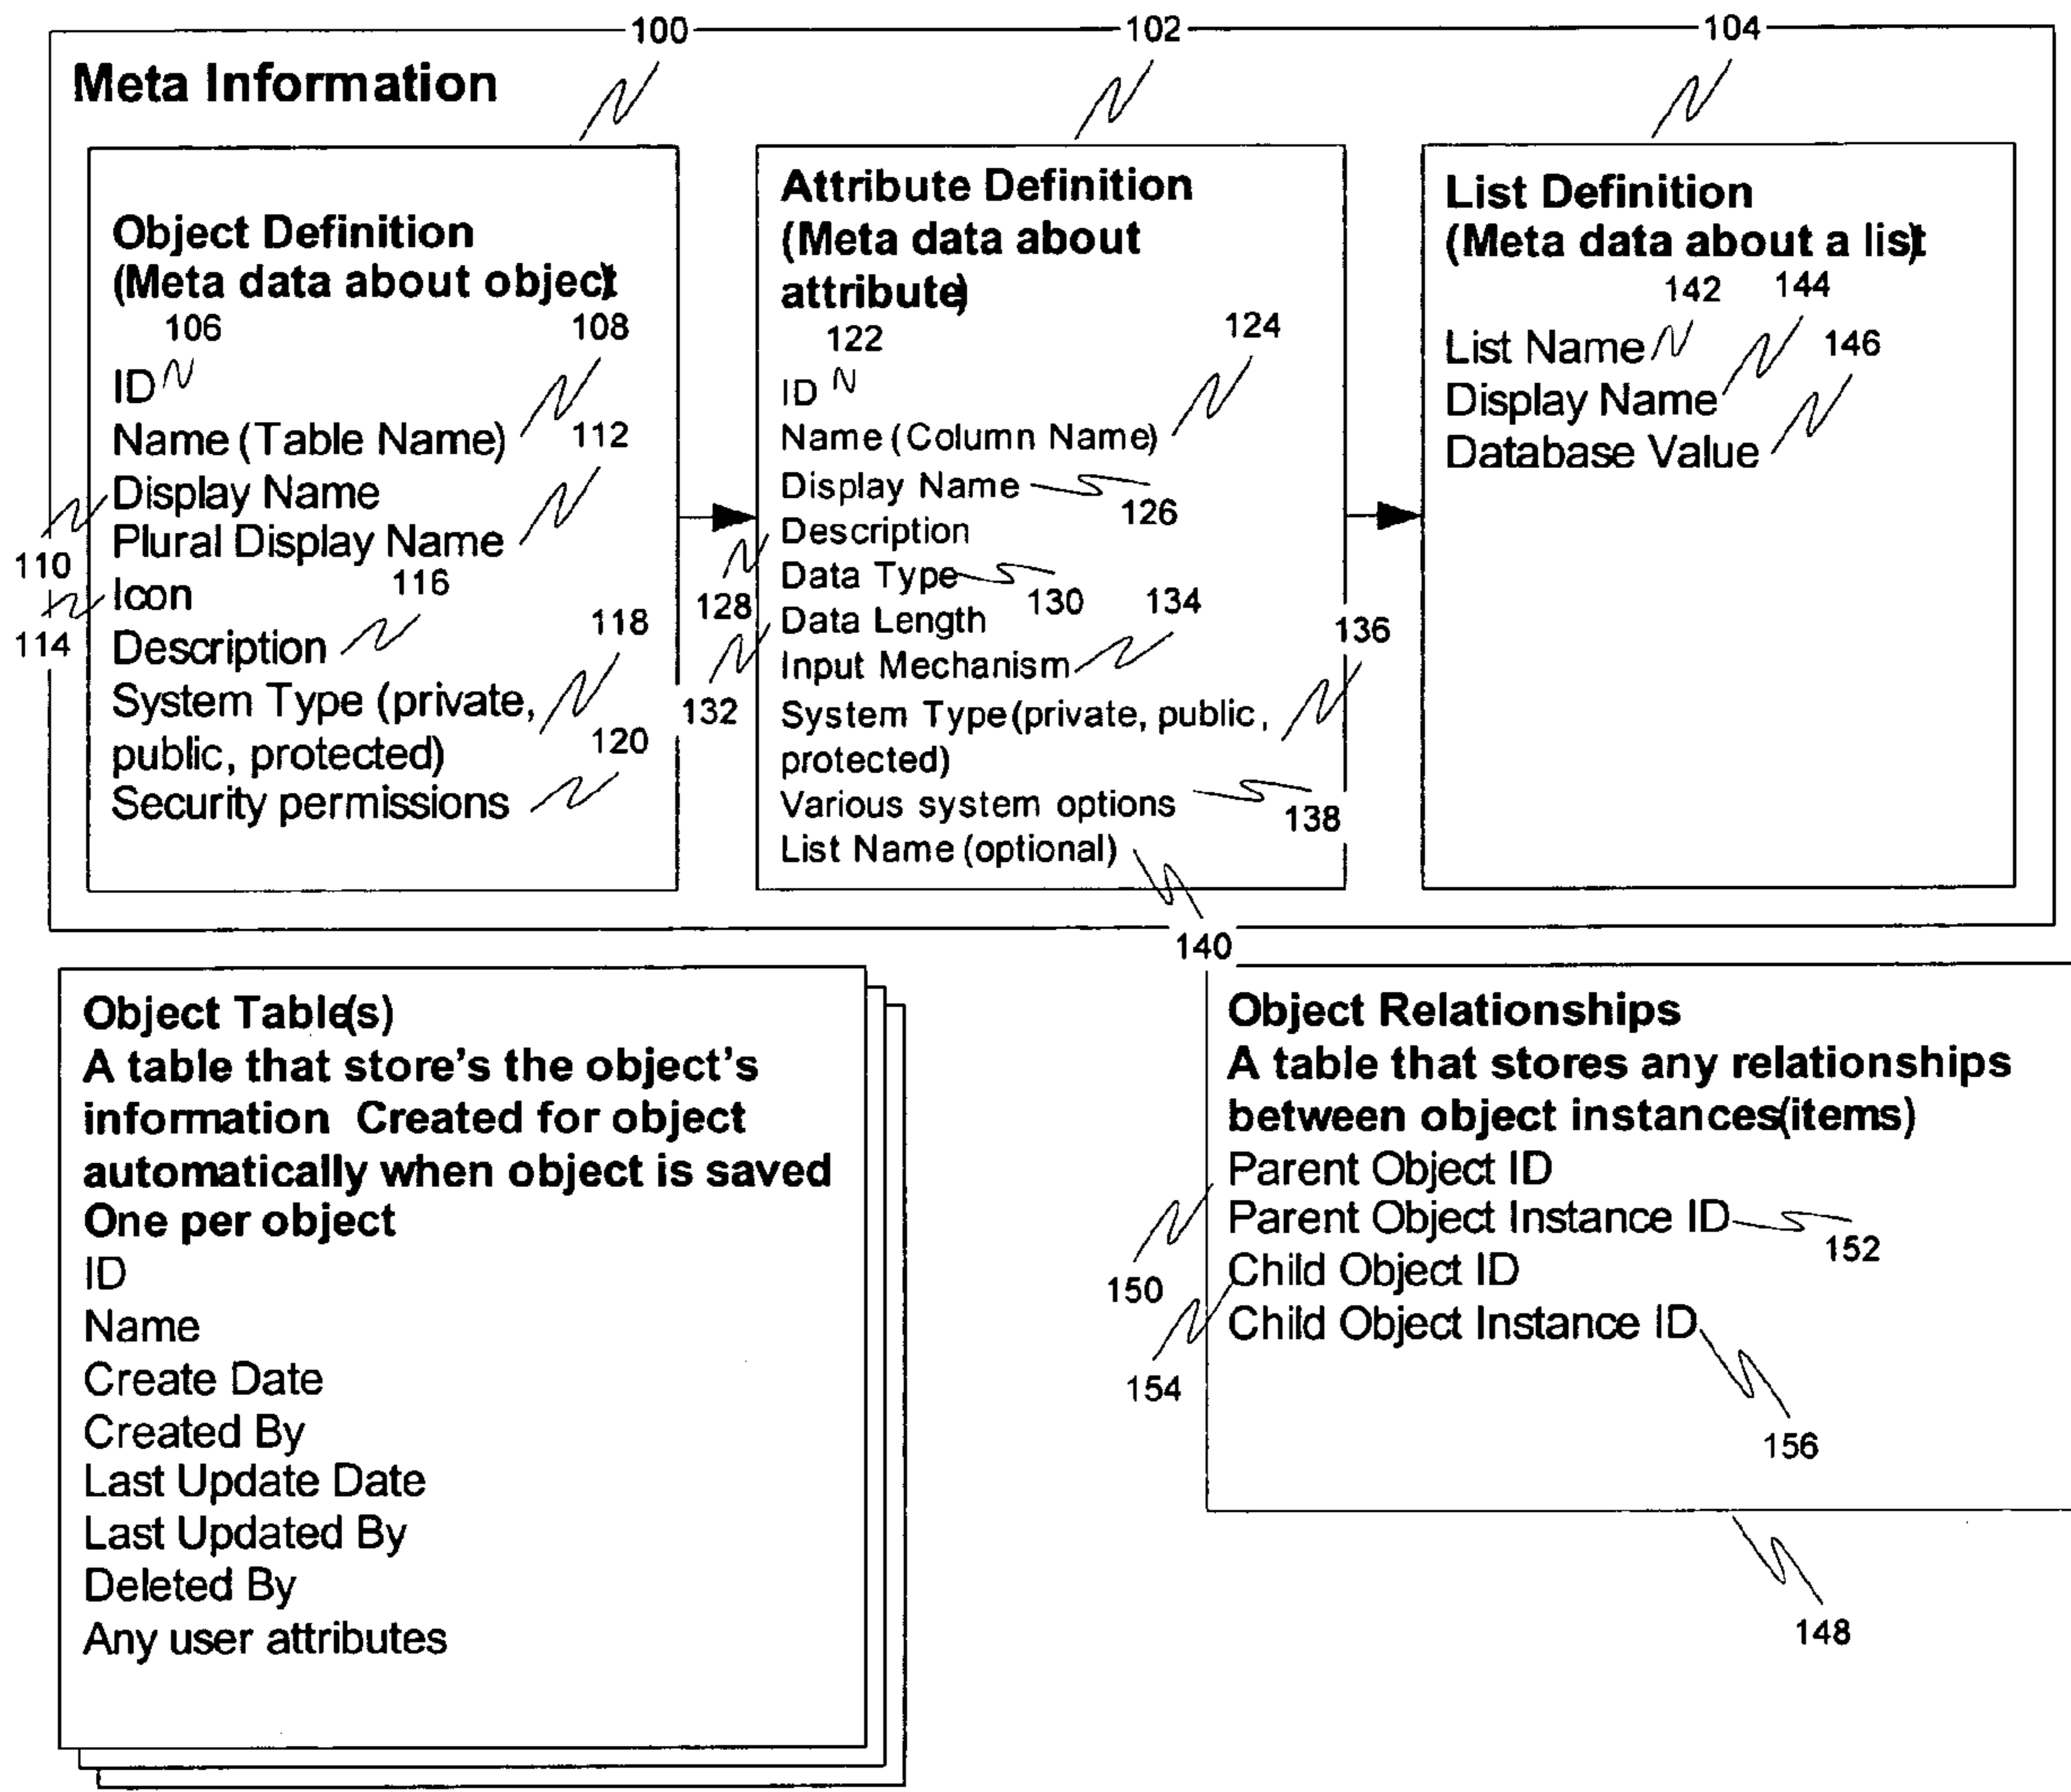 100 102 104
Meta Information
Object Definition
(Meta data about object)
106 108
ID
Name (Table Name)
112
Display Name
Plural Display Name
110
116
Icon
114
118
Description
System Type (private,
120
public, protected)
Security permissions
Attribute Definition
(Meta data about
attribute)
122 124
ID
Name (Column Name)
Display Name
126
Description
Data Type
128 130 134
Data Length
136
Input Mechanism
132
System Type (private, public,
protected)
Various system options
138
List Name (optional)
140
List Definition
(Meta data about a list)
142 144
List Name
146
Display Name
Database Value
Object Table(s)
A table that store's the object's
information Created for object
automatically when object is saved
One per object
ID
Name
Create Date
Created By
Last Update Date
Last Updated By
Deleted By
Any user attributes
Object Relationships
A table that stores any relationships
between object instances(items)
Parent Object ID
Parent Object Instance ID
152
Child Object ID
150
Child Object Instance ID
154
156
148